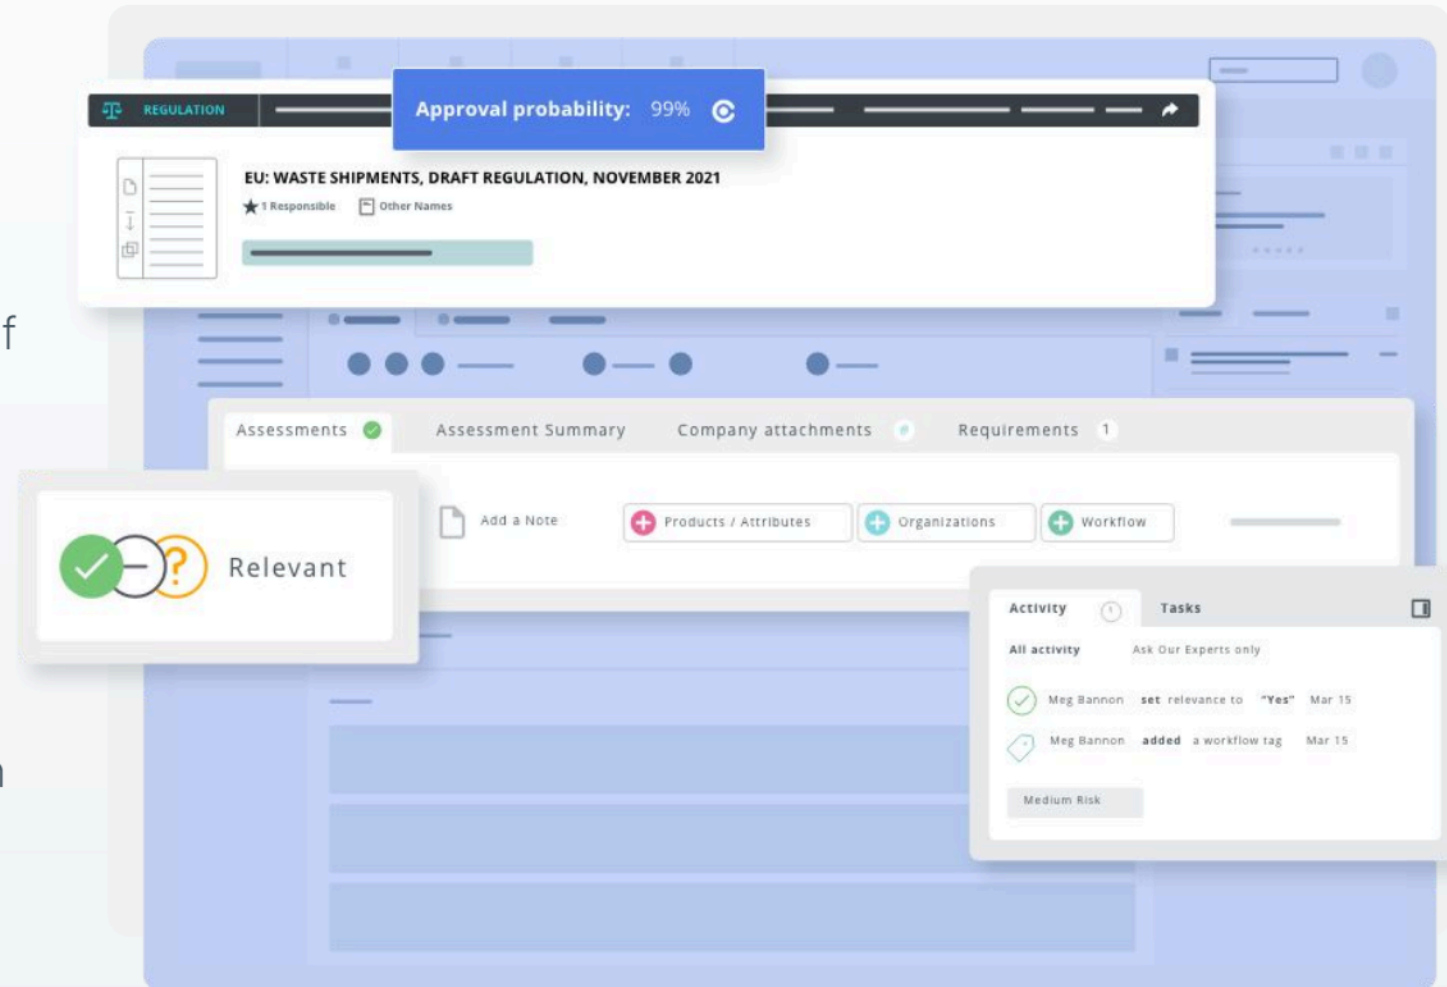 REGULATION
Approval probability: 99%
EU: WASTE SHIPMENTS, DRAFT REGULATION, NOVEMBER 2021
1 Responsible Other Names
f
Assessments Assessment Summary Company attachments Requirements 1
Add a Note Products / Attributes Organizations Workflow
Relevant
Activity 1 Tasks
All activity Ask Our Experts only
Meg Bannon set relevance to "Yes" Mar 15
Meg Bannon added a workflow tag Mar 15
Medium Risk